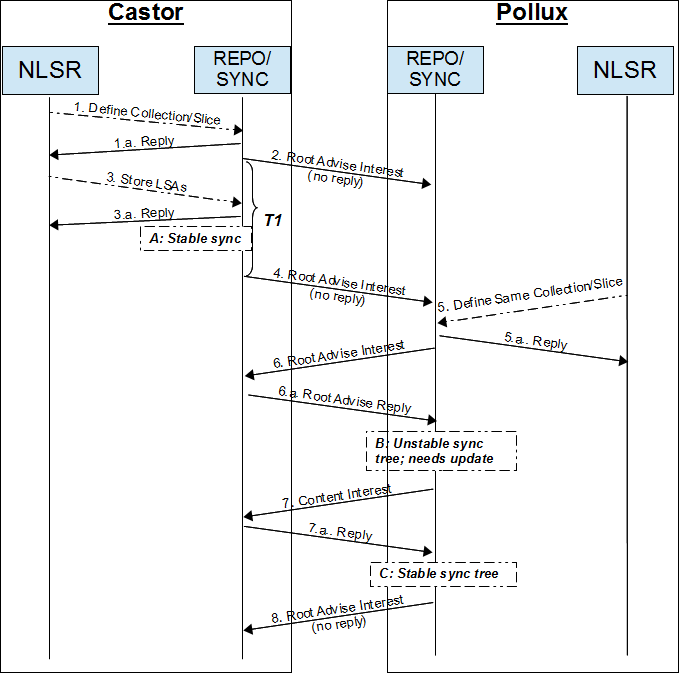 Castor
Pollux
NLSR
REPO/
SYNC
REPO/
SYNC
NLSR
1. Define Collection/Slice
1.a. Reply
2. Root Advise Interest
(no reply)
3. Store LSAs
3.a. Reply
T1
A: Stable sync
4. Root Advise Interest
(no reply)
5. Define Same Collection/Slice
5.a.. Reply
6. Root Advise Interest
6.a. Root Advise Reply
B: Unstable sync
tree; needs update
7. Content Interest
7.a.. Reply
C: Stable sync tree
8. Root Advise Interest
(no reply)